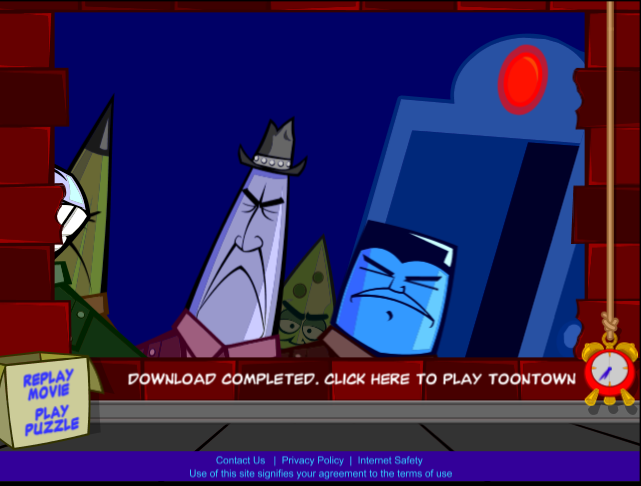 REPLAY
MOVIE
PLAY
PUZZLE
DOWNLOAD COMPLETED. CLICK HERE TO PLAY TOONTOWN
Contact Us | Privacy Policy | Internet Safety
Use of this site signifies your agreement to the terms of use